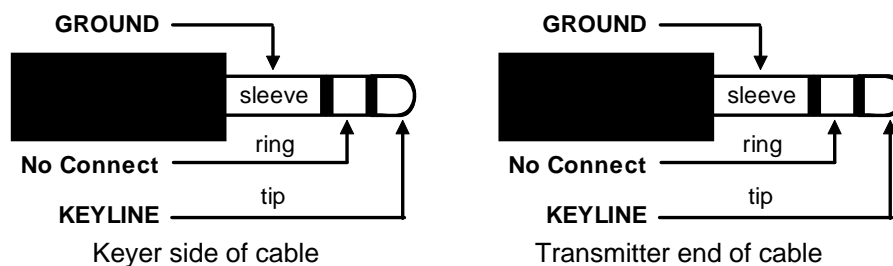 GROUND
sleeve
ring
No Connect
tip
KEYLINE
Keyer side of cable
GROUND
sleeve
ring
No Connect
tip
KEYLINE
Transmitter end of cable